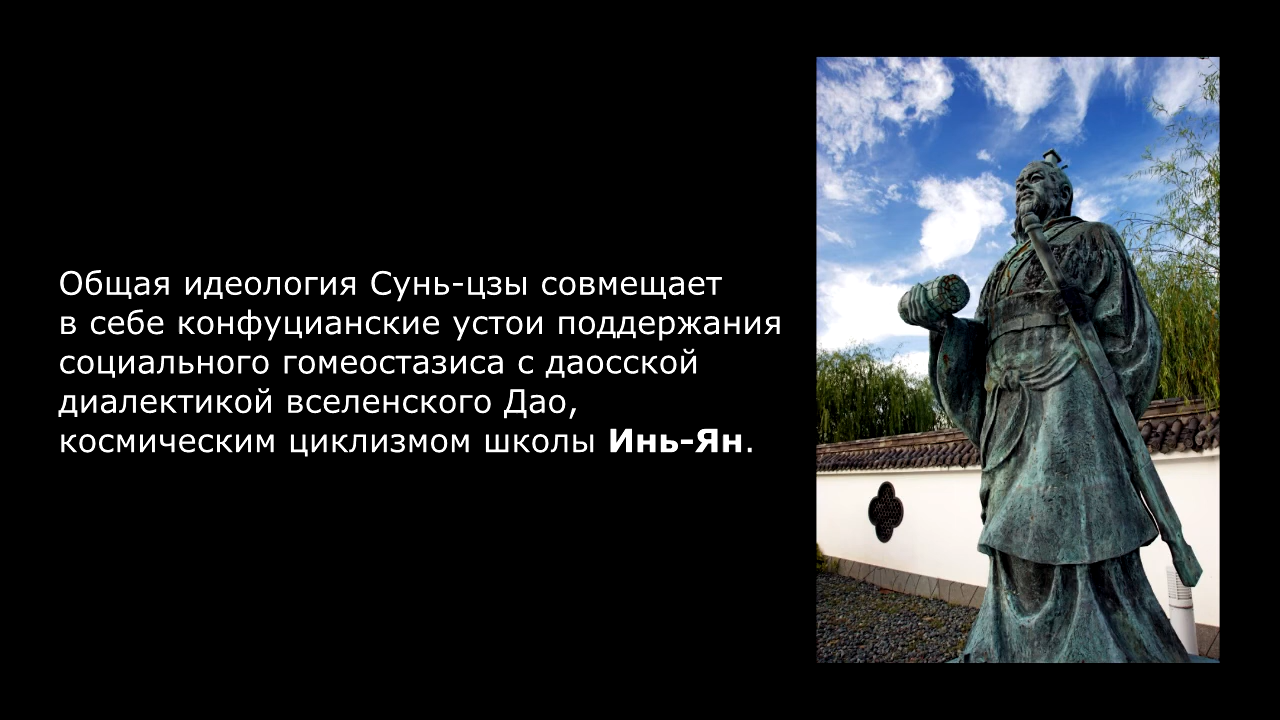 Общая идеология Сунь-цзы совмещает
в себе конфуцианские устои поддержания
социального гомеостазиса с даосской
диалектикой вселенского Дао,
космическим циклизмом школы Инь-Ян.